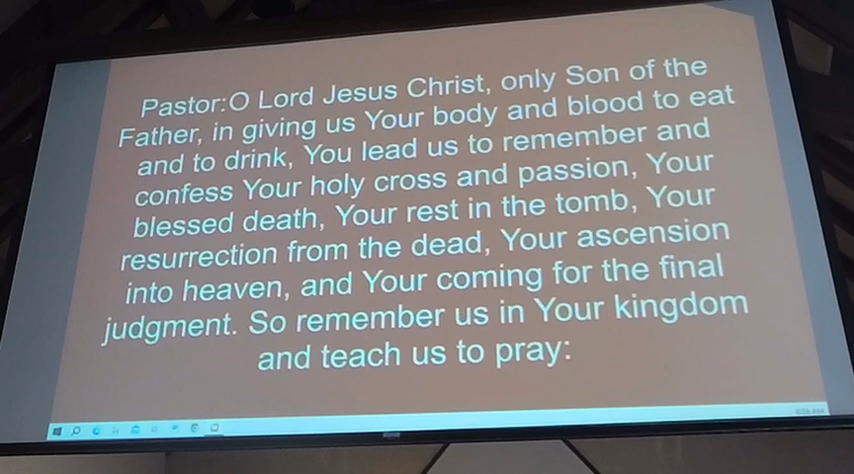 Pastor:O Lord Jesus Christ, only Son of the
Father, in giving us Your body and blood to eat
and to drink, You lead us to remember and
confess Your holy cross and passion, Your
blessed death, Your rest in the tomb, Your
resurrection from the dead, Your ascension
into heaven, and Your coming for the final
judgment. So remember us in Your kingdom
and teach us to pray: